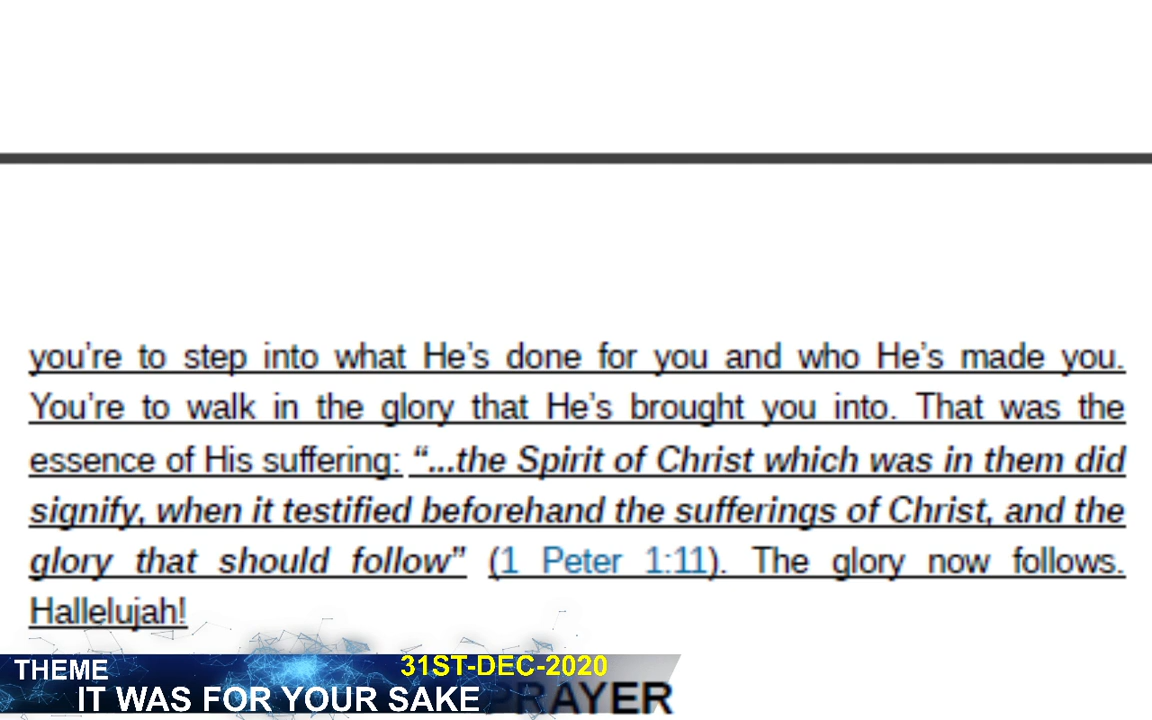 you’re to step into what He’s done for you and who He’s made you.
You’re to walk in the glory that He’s brought you into. That was the
essence of His suffering: “...the Spirit of Christ which was in them did
signify, when it testified beforehand the sufferings of Christ, and the
glory that should follow” (1 Peter 1:11). The glory now follows.
Hallelujah!
THEME
31ST-DEC-2020
IT WAS FOR YOUR SAKE
PRAYER